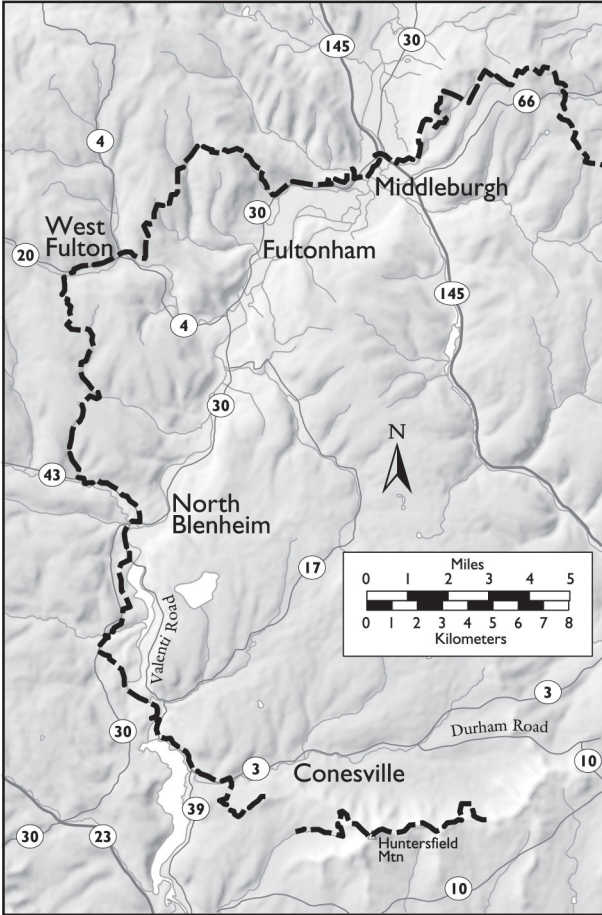 145
30
66
4
Middleburgh
30
West
Fulton
Fultonham
20
145
4
30
N
43
North
Blenheim
Miles
0 1 2 3 4 5
0 1 2 3 4 5 6 7 8
Kilometers
17
Valenti Road
3
30
Durham Road
10
3
Conesville
39
30
23
Huntersfield
Mtn
10